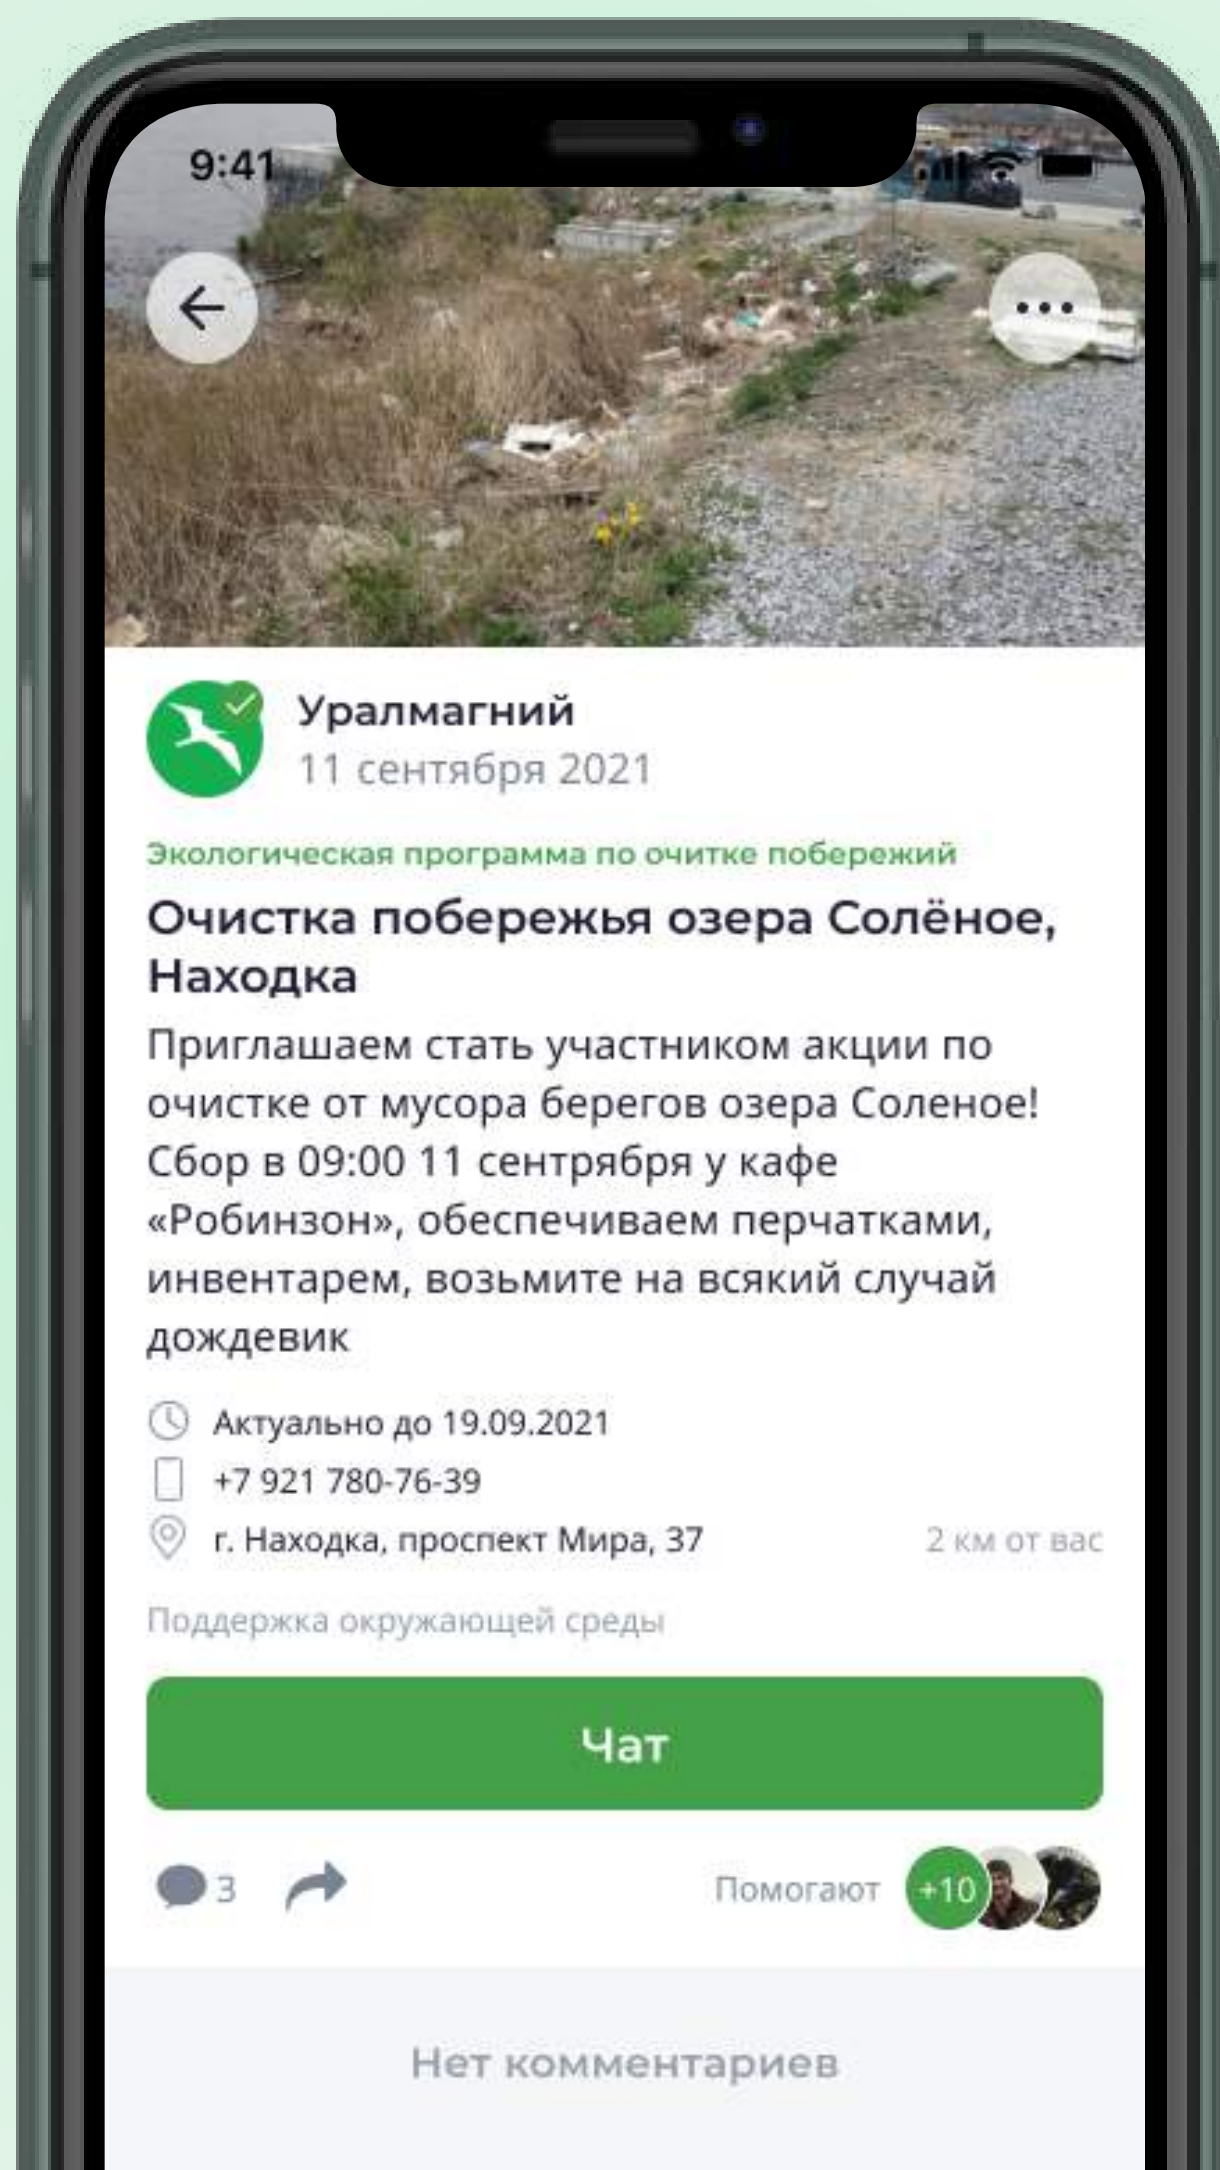 9:41
Уралмагний
11 сентября 2021
Экологическая программа по очитке побережий
Очистка побережья озера Солёное,
Находка
Приглашаем стать участником акции по
очистке от мусора берегов озера Соленое!
Сбор в 09:00 11 сентрября у кафе
«Робинзон», обеспечиваем перчатками,
инвентарем, возьмите на всякий случай
дождевик
Актуально до 19.09.2021
+7 921 780-76-39
г. Находка, проспект Мира, 37 2 км от вас
Поддержка окружающей среды
Чат
3 Помогают +10
Нет комментариев